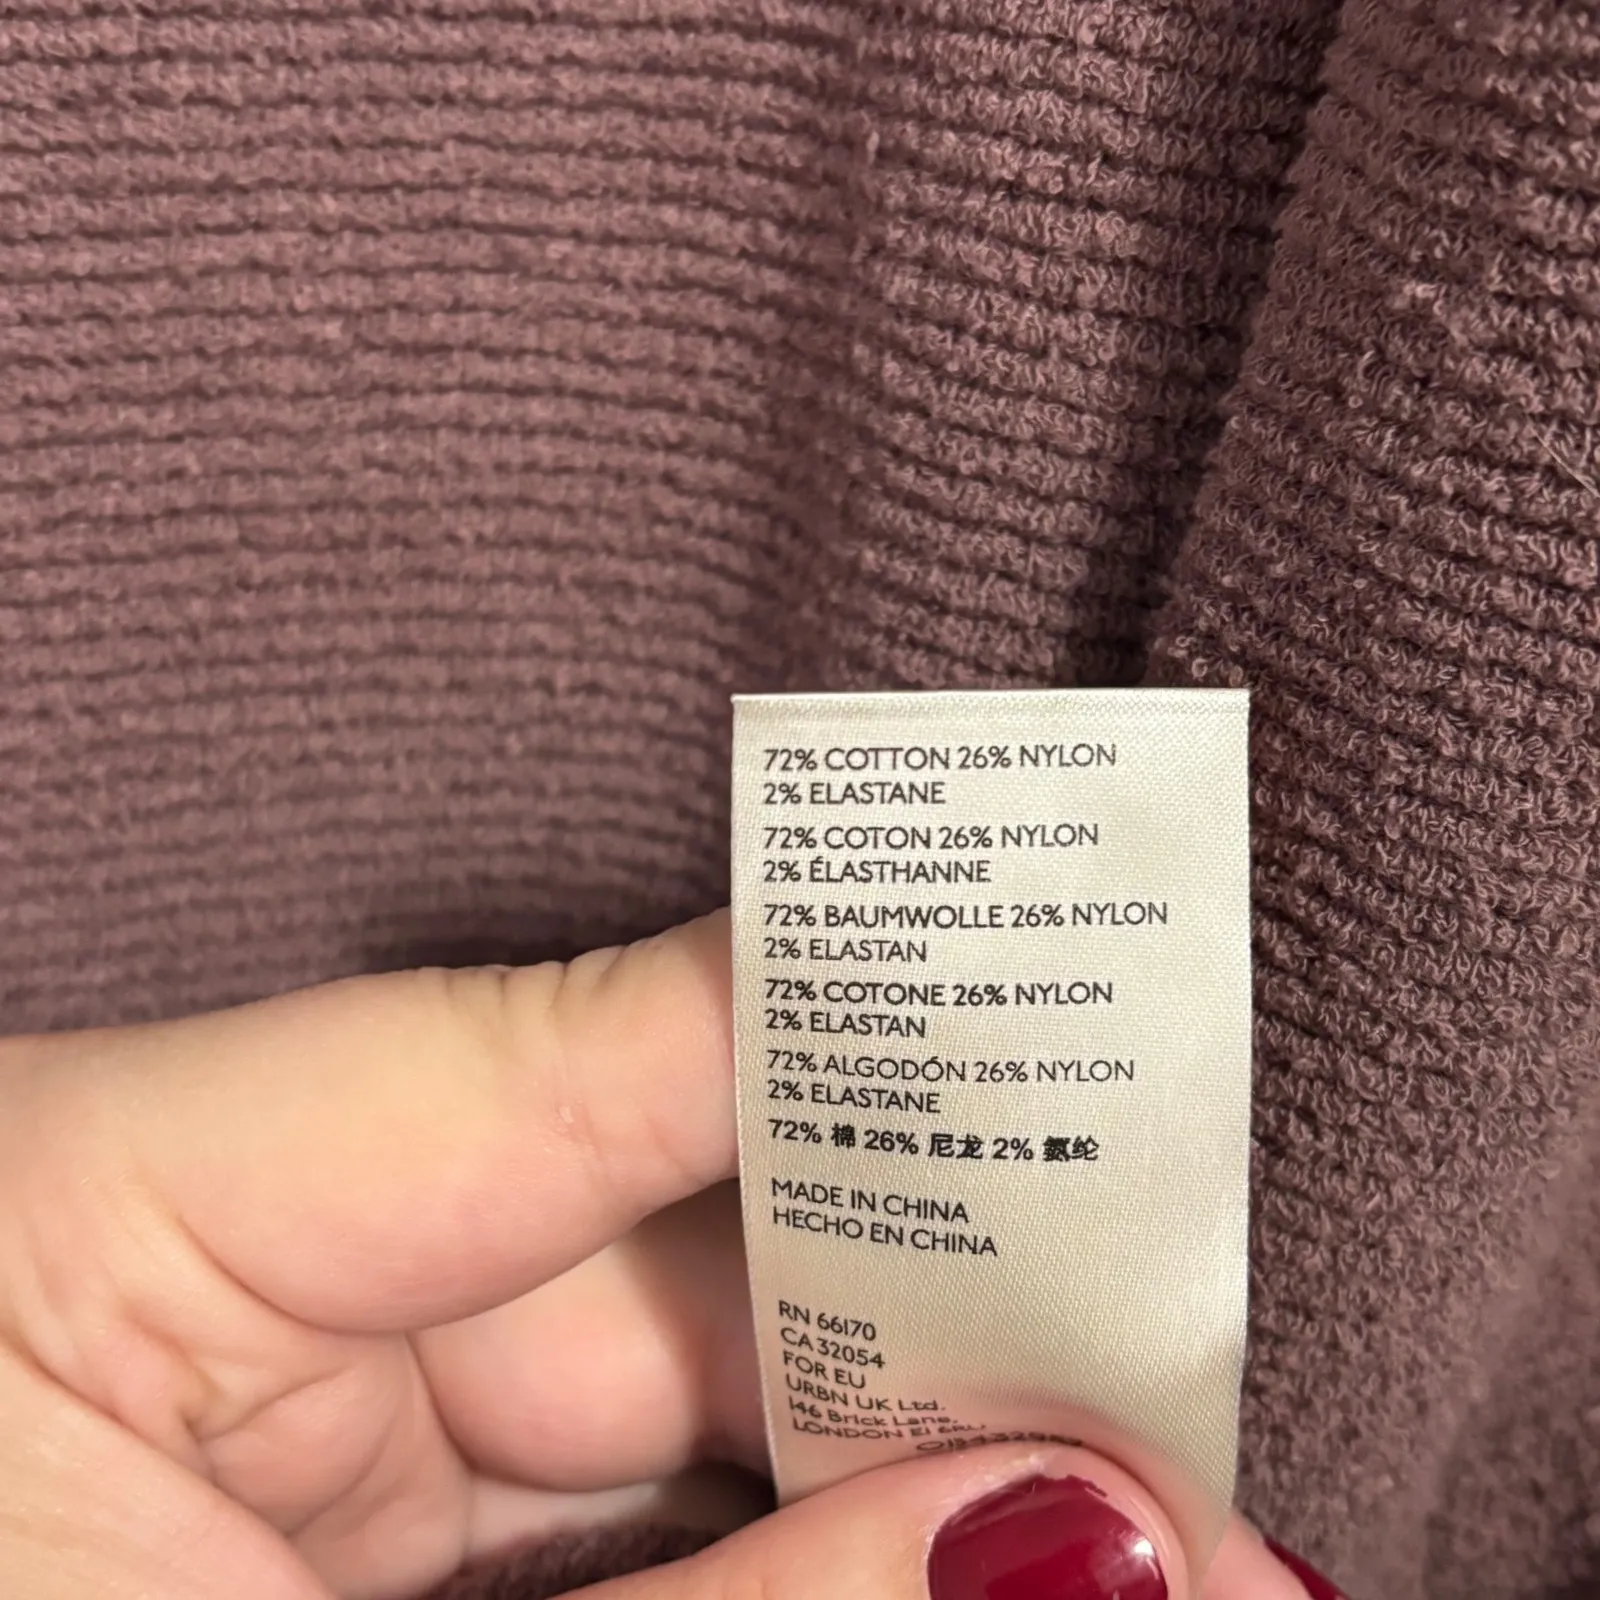 72% COTTON 26% NYLON
2% ELASTANE
72% COTON 26% NYLON
2% ÉLASTHANNE
72% BAUMWOLLE 26% NYLON
2% ELASTAN
72% COTONE 26% NYLON
2% ELASTAN
72% ALGODÓN 26% NYLON
2% ELASTANE
72% 棉 26% 尼龙 2% 氨纶
MADE IN CHINA
HECHO EN CHINA
RN 66170
CA 32054
FOR EU
URBN UK Ltd.
146 Brick Lane,
LONDON E1 6RU